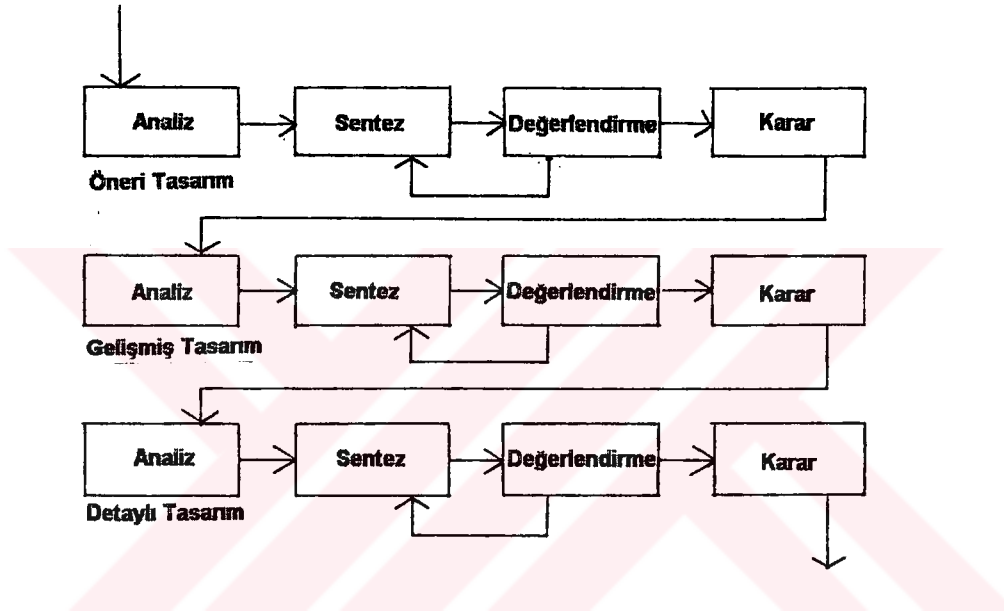 Analiz
Sentez
Değerlendirme
Karar
Öneri Tasarım
Analiz
Sentez
Değerlendirme
Karar
Gelişmiş Tasarım
Analiz
Sentez
Değerlendirme
Karar
Detaylı Tasarım